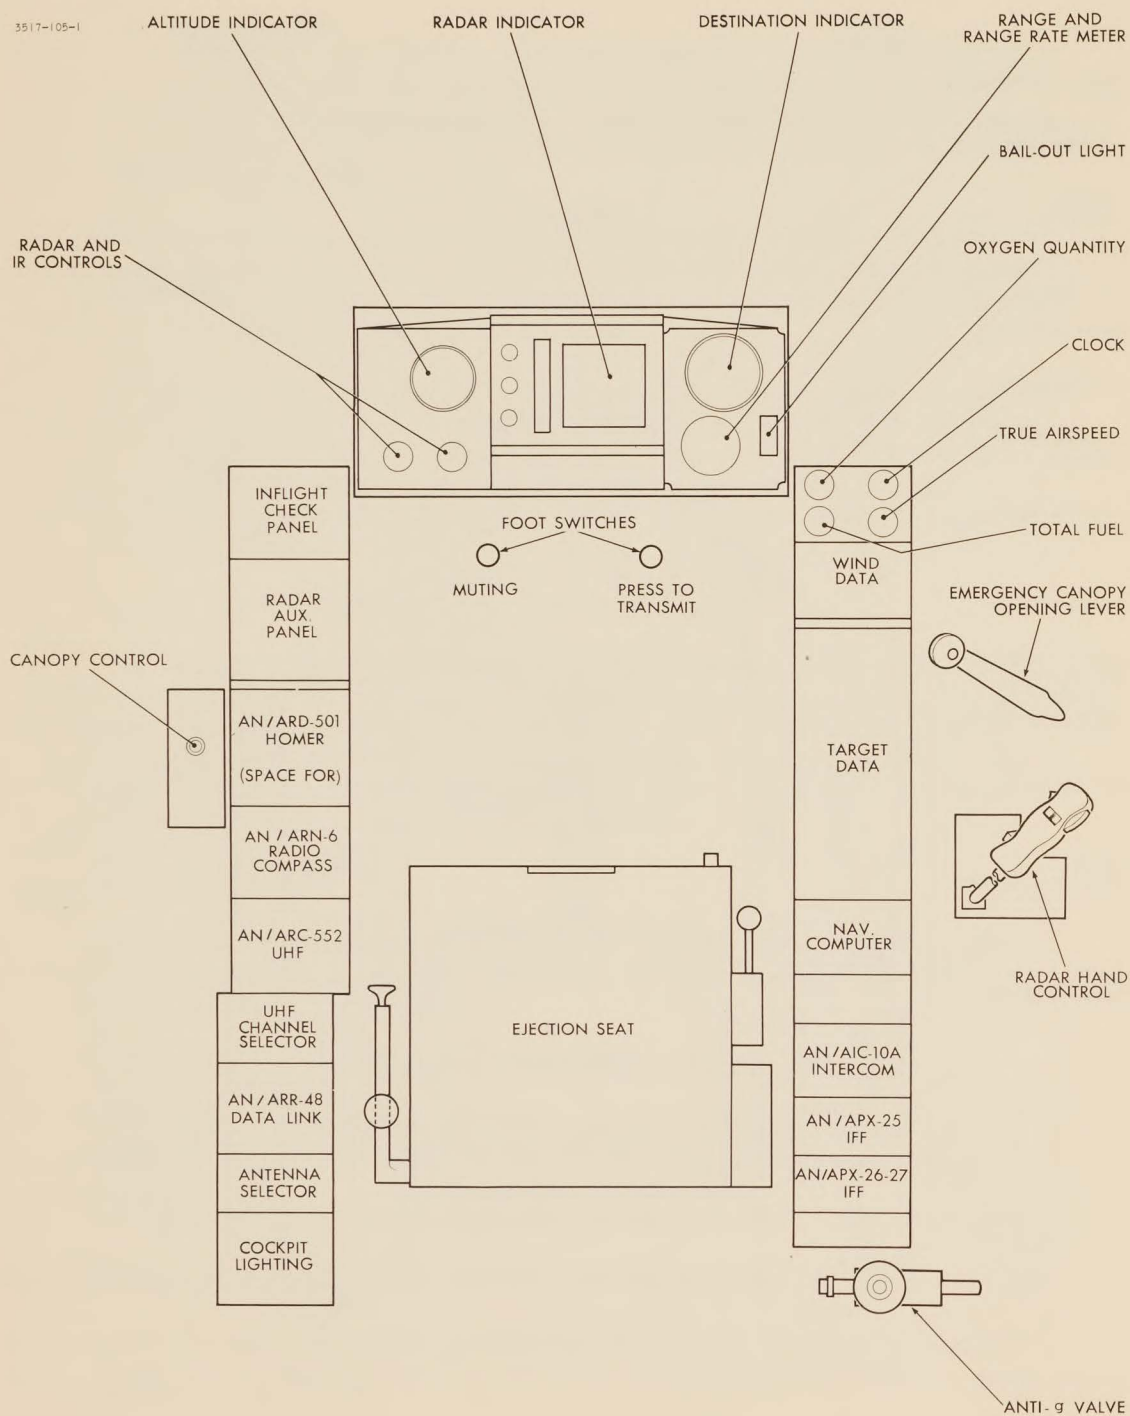 3517-105-1
ALTITUDE INDICATOR
RADAR INDICATOR
DESTINATION INDICATOR
RANGE AND
RANGE RATE METER
BAIL-OUT LIGHT
RADAR AND
IR CONTROLS
OXYGEN QUANTITY
CLOCK
TRUE AIRSPEED
TOTAL FUEL
INFLIGHT
CHECK
PANEL
FOOT SWITCHES
MUTING
PRESS TO
TRANSMIT
WIND
DATA
EMERGENCY CANOPY
OPENING LEVER
RADAR
AUX.
PANEL
CANOPY CONTROL
AN/ARD-501
HOMER
(SPACE FOR)
TARGET
DATA
AN / ARN-6
RADIO
COMPASS
AN/ARC-552
UHF
NAV.
COMPUTER
RADAR HAND
CONTROL
UHF
CHANNEL
SELECTOR
EJECTION SEAT
AN/AIC-10A
INTERCOM
AN/ARR-48
DATA LINK
AN/APX-25
IFF
ANTENNA
SELECTOR
AN/APX-26-27
IFF
COCKPIT
LIGHTING
ANTI-g VALVE